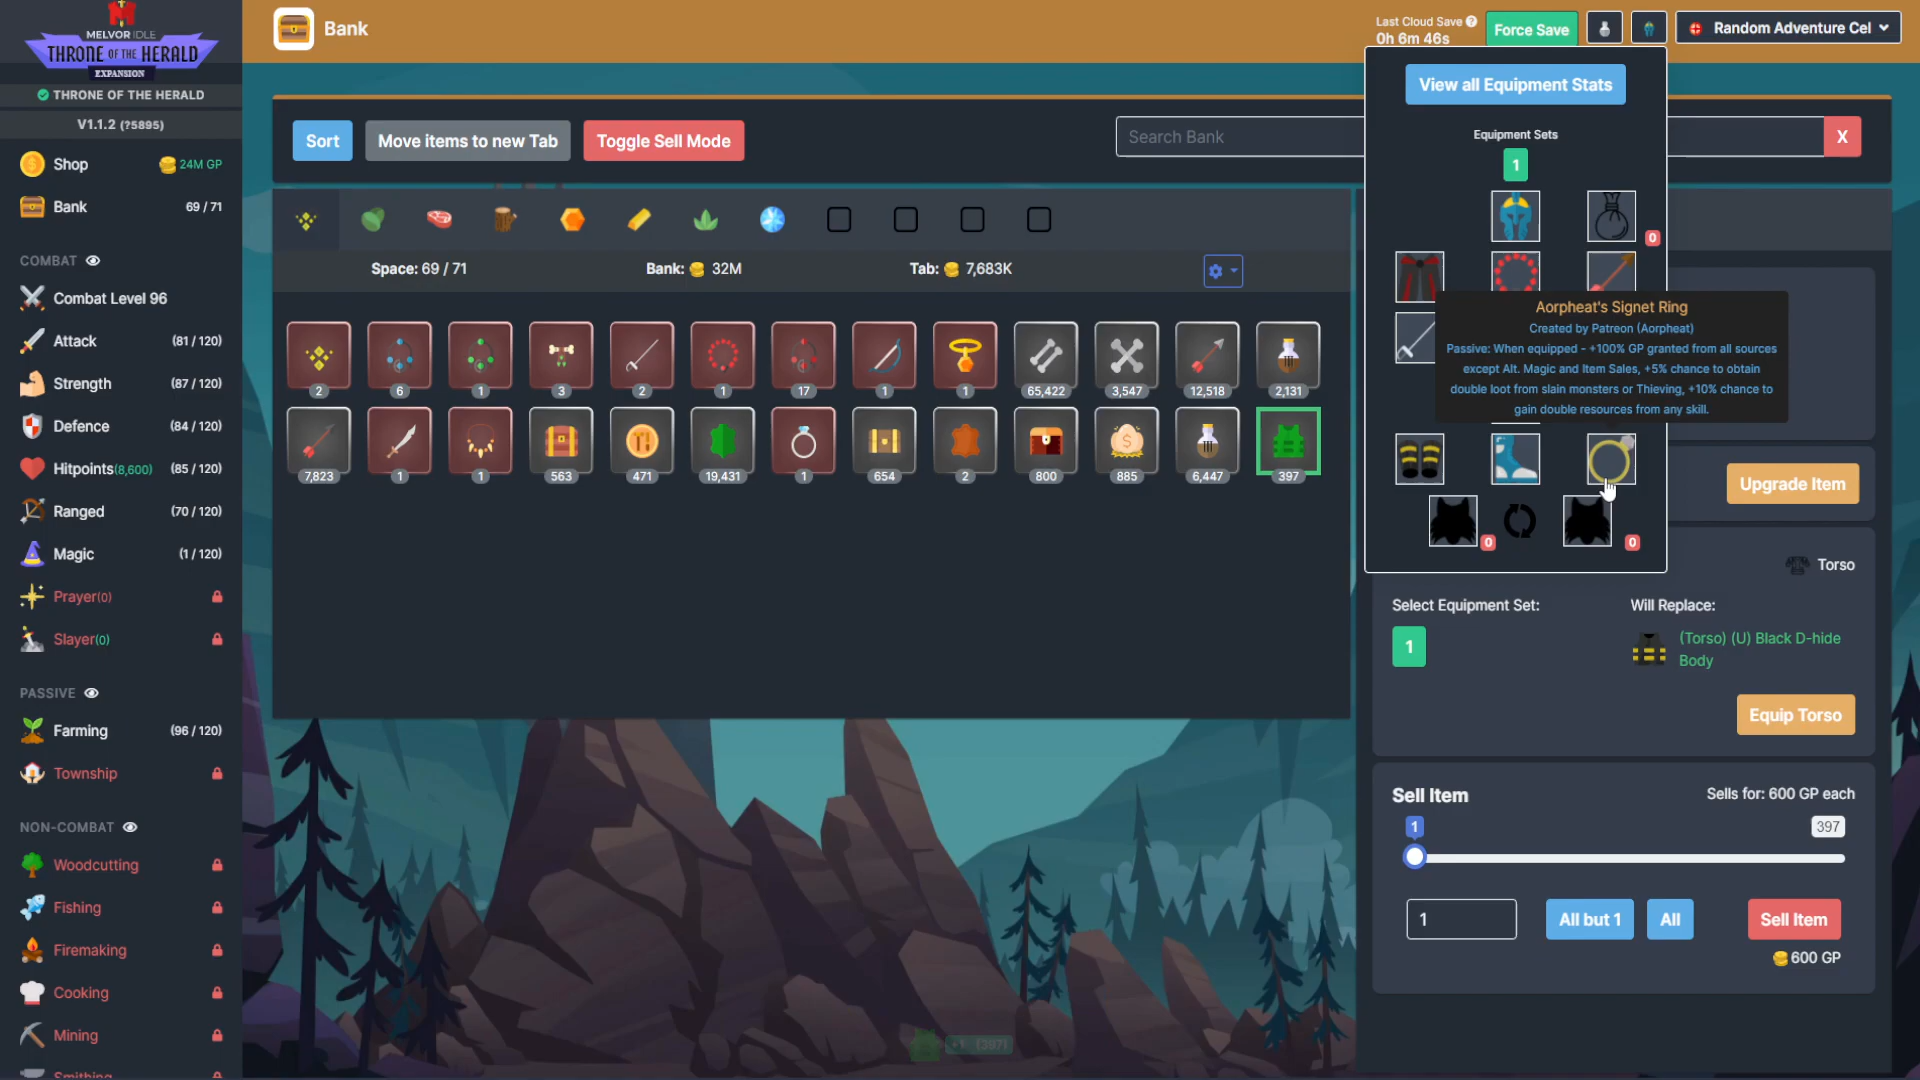 MELVOR IDLE
THRONE OF THE HERALD
EXPANSION
THRONE OF THE HERALD
V1.1.2 (?5895)
Shop
24M GP
Bank
69 / 71
COMBAT
Combat Level 96
Attack
(81 / 120)
Strength
(87 / 120)
Defence
(84 / 120)
Hitpoints(8,600)
(85 / 120)
Ranged
(70 / 120)
Magic
(1 / 120)
Prayer(0)
Slayer(0)
PASSIVE
Farming
(96 / 120)
Township
NON-COMBAT
Woodcutting
Fishing
Firemaking
Cooking
Mining
Smithing
Bank
Last Cloud Save
0h 6m 46s
Force Save
Random Adventure Cel
Sort
Move items to new Tab
Toggle Sell Mode
Search Bank
X
Space: 69 / 71
Bank: 32M
Tab: 7,683K
2
6
1
3
2
1
17
1
1
65,422
3,547
12,518
2,131
7,823
1
1
563
471
19,431
1
654
2
800
885
6,447
397
+1 (397)
View all Equipment Stats
Equipment Sets
1
0
Aorpheat's Signet Ring
Created by Patreon (Aorpheat)
Passive: When equipped - +100% GP granted from all sources
except Alt. Magic and Item Sales, +5% chance to obtain
double loot from slain monsters or Thieving, +10% chance to
gain double resources from any skill.
0
0
Upgrade Item
Torso
Select Equipment Set:
Will Replace:
1
(Torso) (U) Black D-hide
Body
Equip Torso
Sell Item
Sells for: 600 GP each
1
397
1
All but 1
All
Sell Item
600 GP